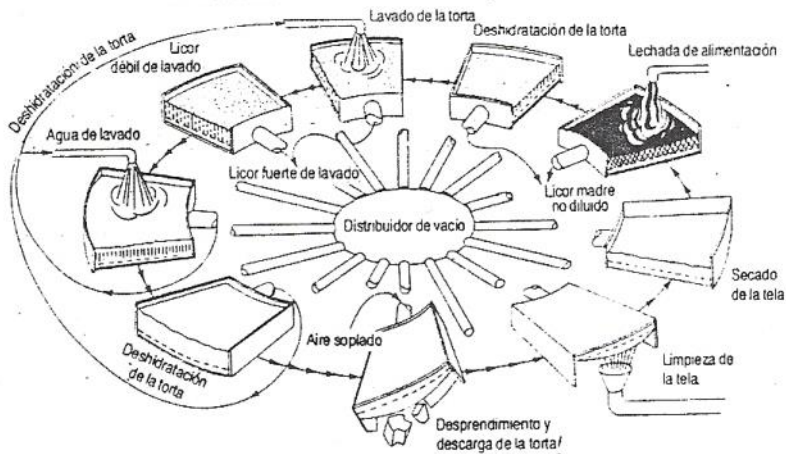 Lavado de la torta
Deshidratación de la torta
Licor
débil de lavado
Lechada de alimentación
Deshidratación de la torta
Agua de lavado
Licor fuerte de lavado
Licor madre
no diluido
Distribuidor de vacio
Secado
de la tela
Aire soplado
Deshidratación
de la torta
Limpieza de
la tela
Desprendimiento y
descarga de la torta